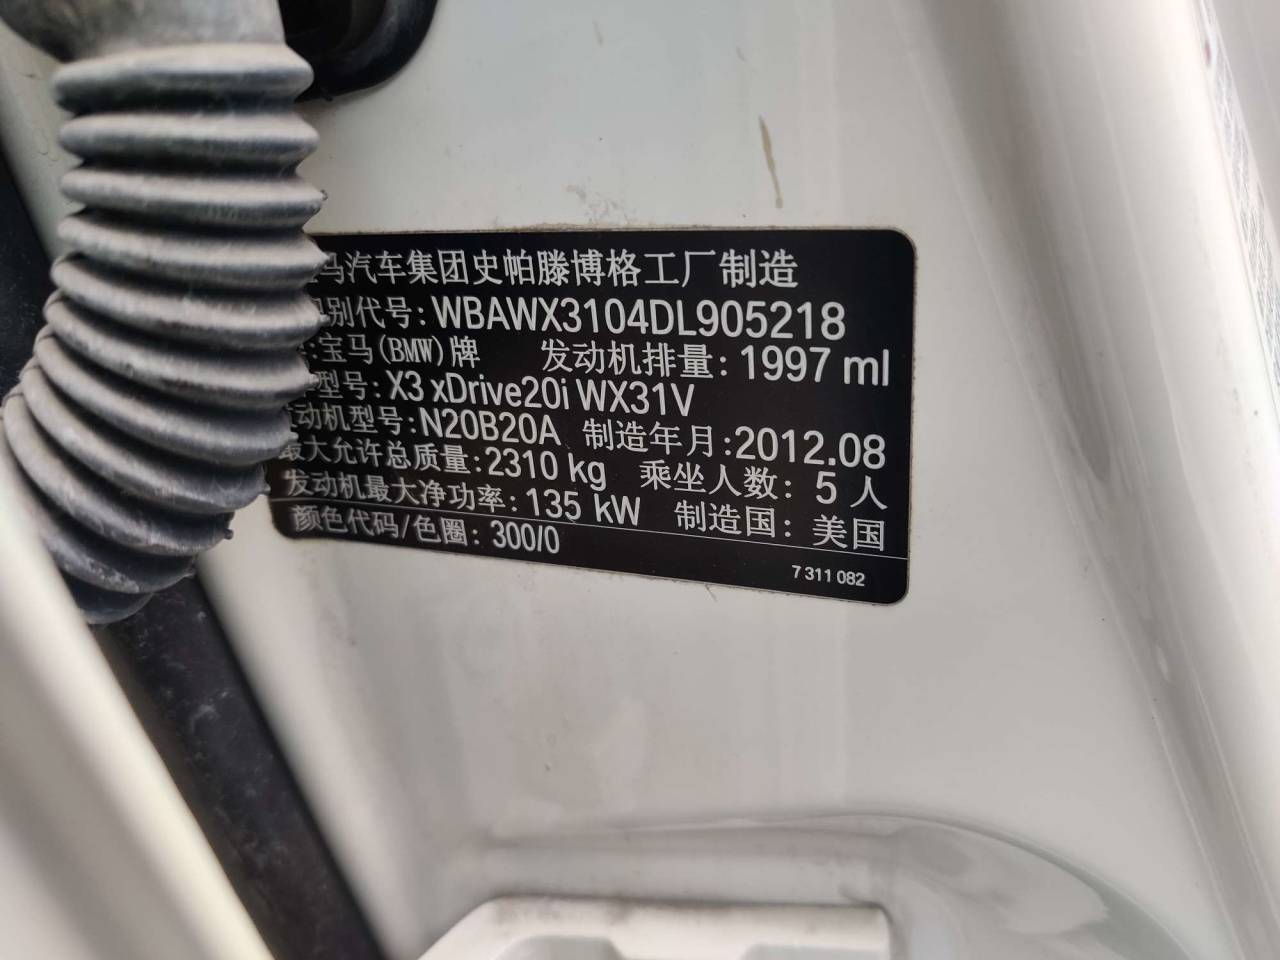 马汽车集团史帕滕博格工厂制造
别代号: WBAWX3104DL905218
: 宝马(BMW)牌 发动机排量: 1997 ml
型号: X3 xDrive20i WX31V
发动机型号: N20B20A 制造年月: 2012.08
最大允许总质量: 2310 kg 乘坐人数: 5 人
发动机最大净功率: 135 kW 制造国: 美国
颜色代码/色圈: 300/0
7 311 082